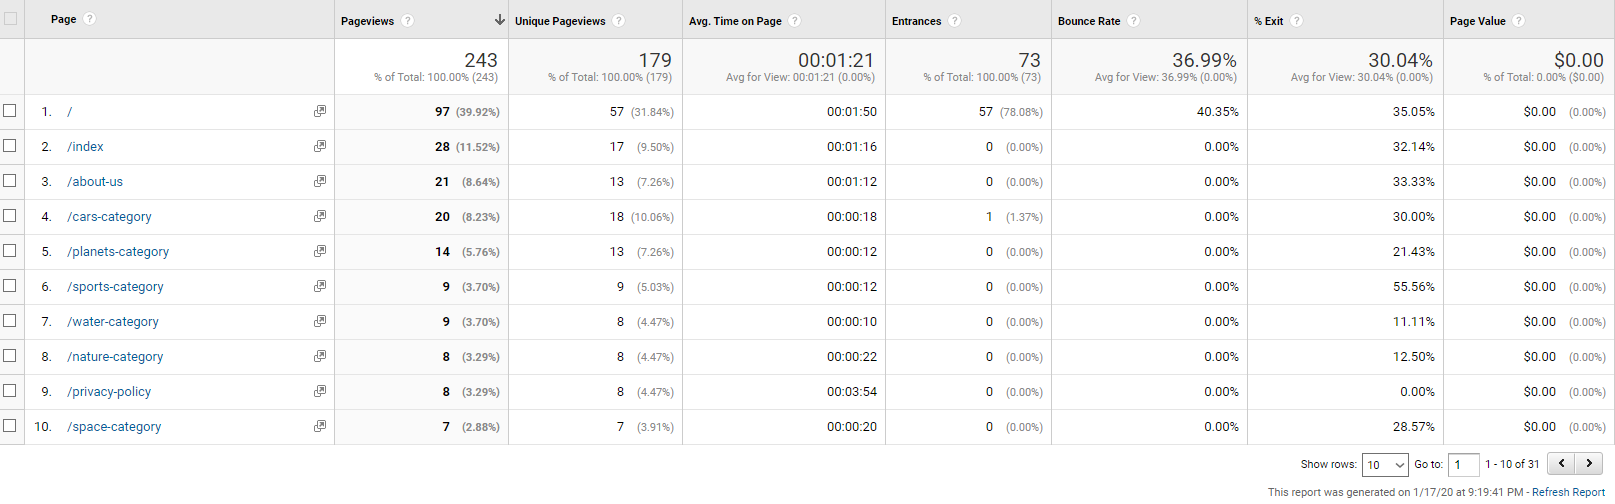 Page ? Pageviews ? Unique Pageviews ? Avg. Time on Page ? Entrances ? Bounce Rate ? % Exit ? Page Value ?
243 179 00:01:21 73 36.99% 30.04% $0.00
% of Total: 100.00% (243) % of Total: 100.00% (179) Avg for View: 00:01:21 (0.00%) % of Total: 100.00% (73) Avg for View: 36.99% (0.00%) Avg for View: 30.04% (0.00%) % of Total: 0.00% ($0.00)
1. / 97 (39.92%) 57 (31.84%) 00:01:50 57 (78.08%) 40.35% 35.05% $0.00 (0.00%)
2. /index 28 (11.52%) 17 (9.50%) 00:01:16 0 (0.00%) 0.00% 32.14% $0.00 (0.00%)
3. /about-us 21 (8.64%) 13 (7.26%) 00:01:12 0 (0.00%) 0.00% 33.33% $0.00 (0.00%)
4. /cars-category 20 (8.23%) 18 (10.06%) 00:00:18 1 (1.37%) 0.00% 30.00% $0.00 (0.00%)
5. /planets-category 14 (5.76%) 13 (7.26%) 00:00:12 0 (0.00%) 0.00% 21.43% $0.00 (0.00%)
6. /sports-category 9 (3.70%) 9 (5.03%) 00:00:12 0 (0.00%) 0.00% 55.56% $0.00 (0.00%)
7. /water-category 9 (3.70%) 8 (4.47%) 00:00:10 0 (0.00%) 0.00% 11.11% $0.00 (0.00%)
8. /nature-category 8 (3.29%) 8 (4.47%) 00:00:22 0 (0.00%) 0.00% 12.50% $0.00 (0.00%)
9. /privacy-policy 8 (3.29%) 8 (4.47%) 00:03:54 0 (0.00%) 0.00% 0.00% $0.00 (0.00%)
10. /space-category 7 (2.88%) 7 (3.91%) 00:00:20 0 (0.00%) 0.00% 28.57% $0.00 (0.00%)
Show rows: 10 Go to: 1 1 - 10 of 31
This report was generated on 1/17/20 at 9:19:41 PM - Refresh Report